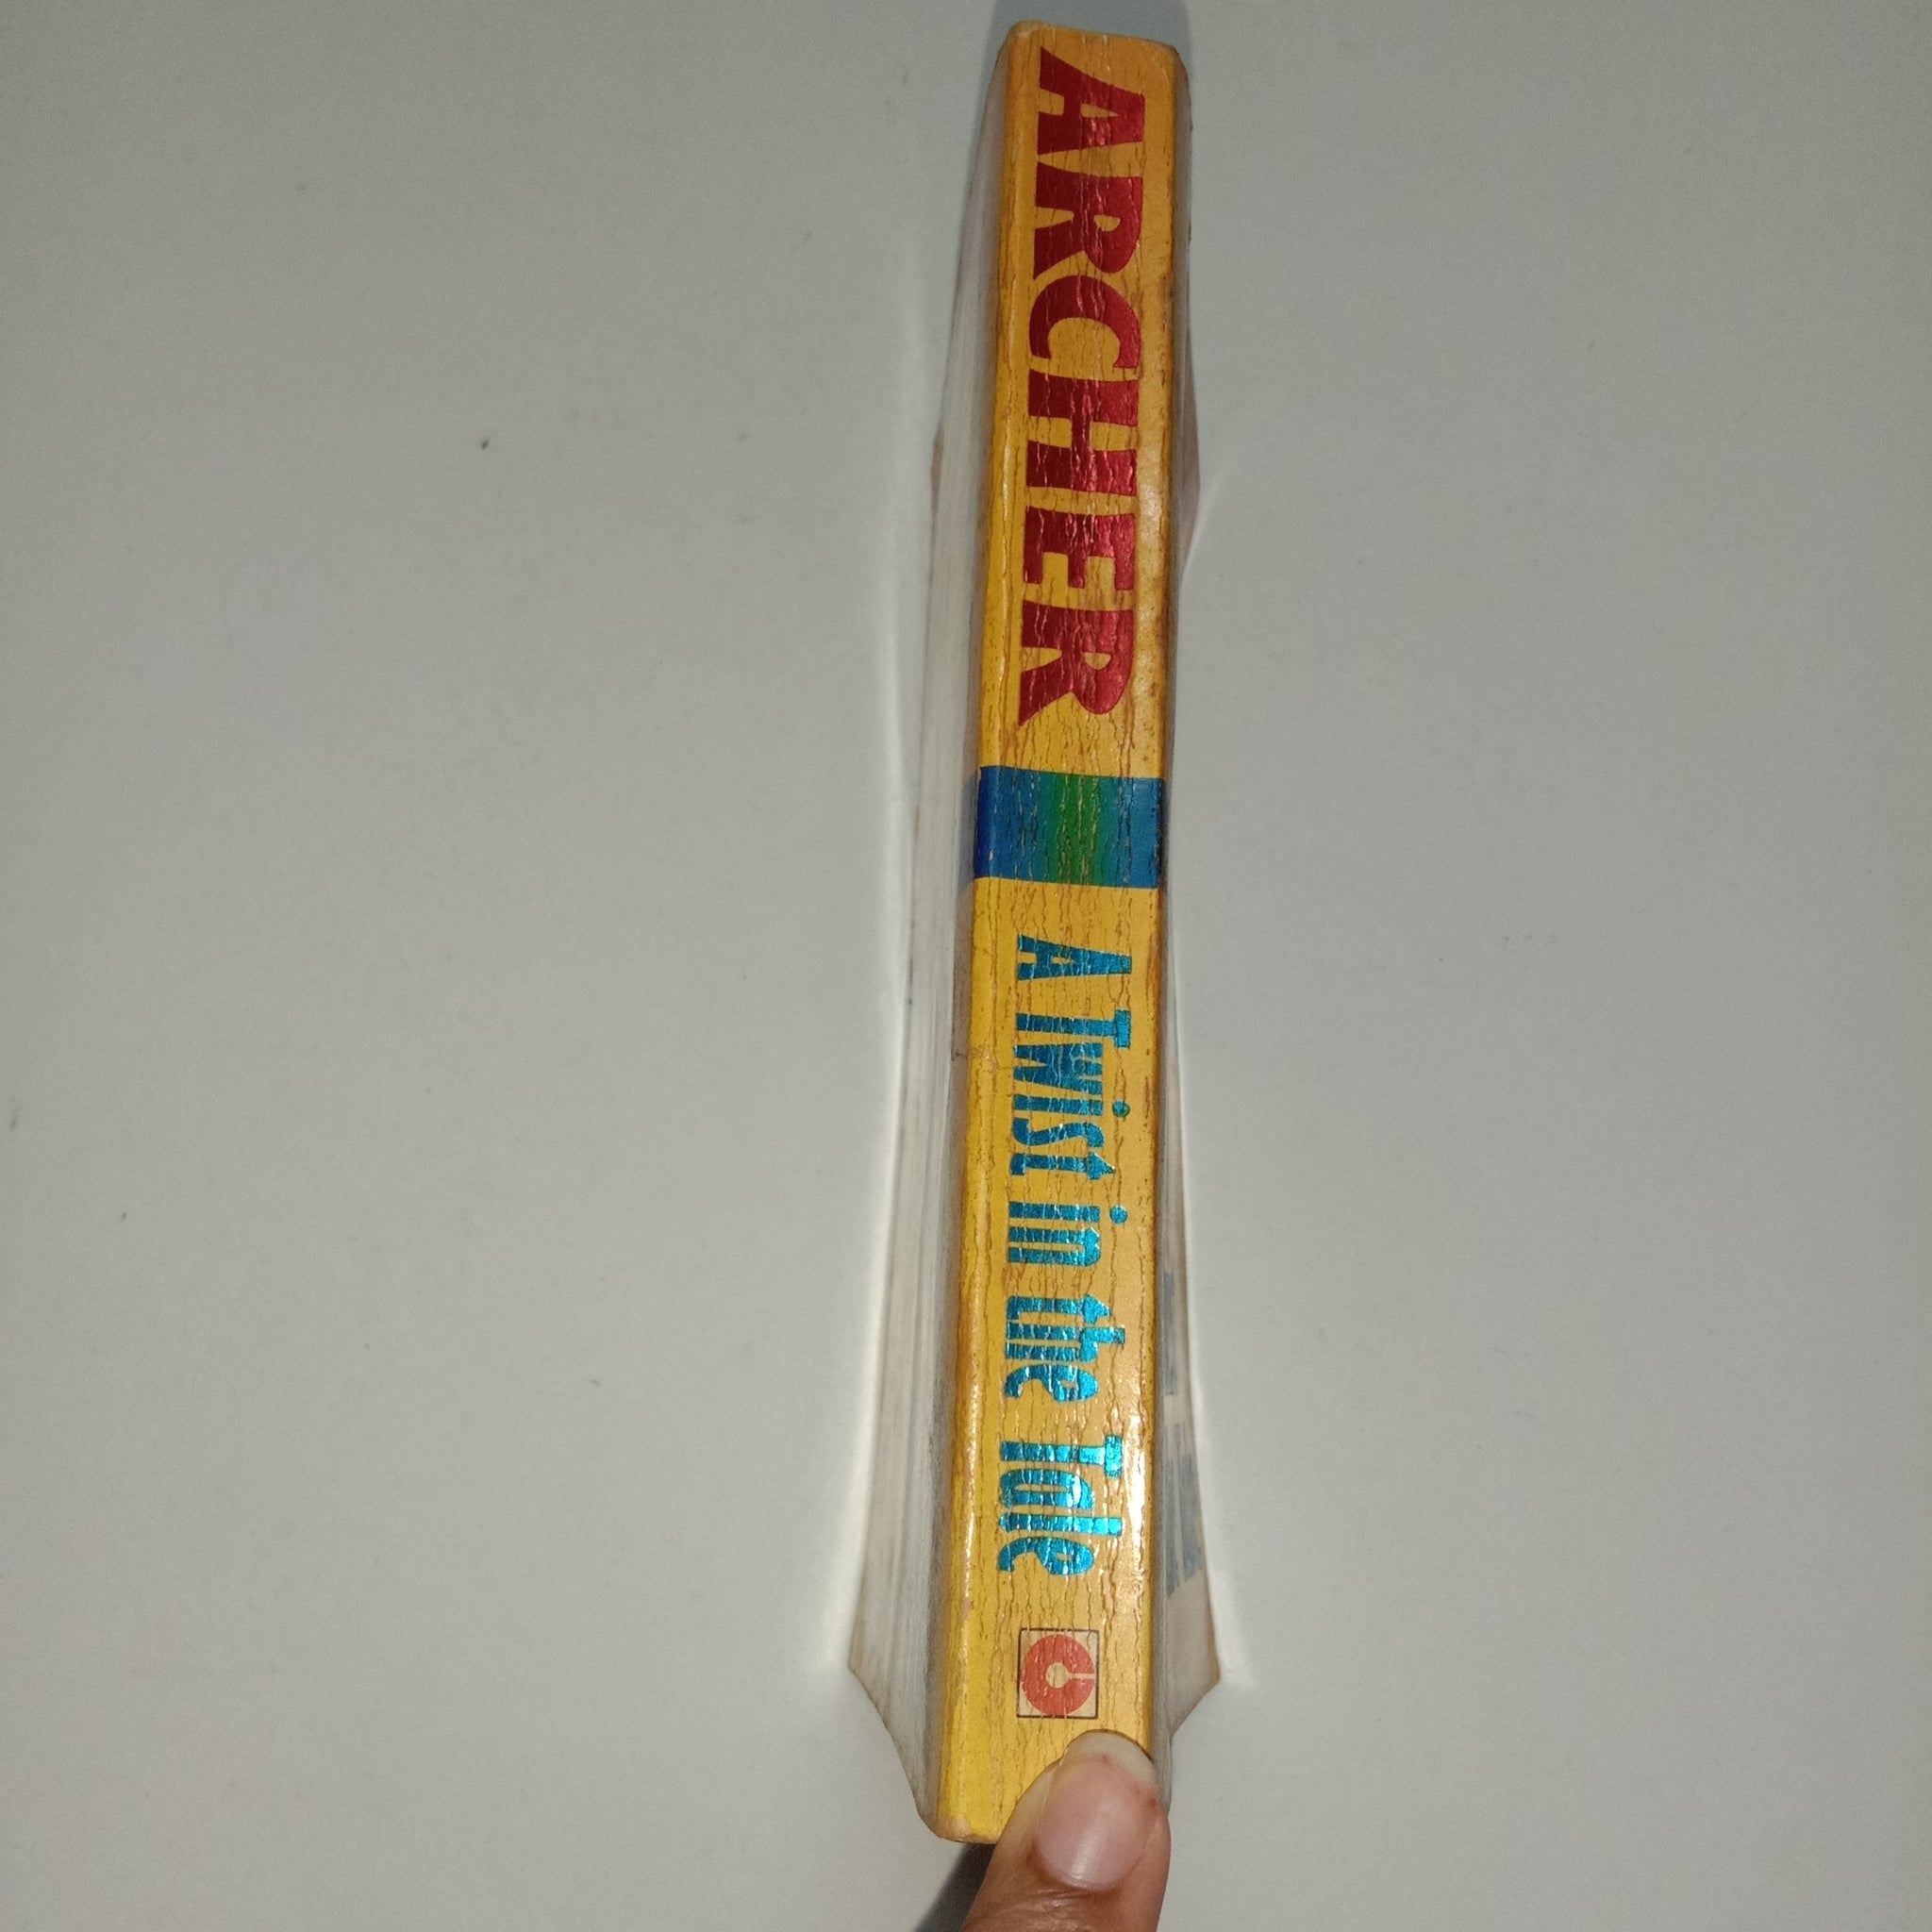 ARCHER
A Twist in the Tale